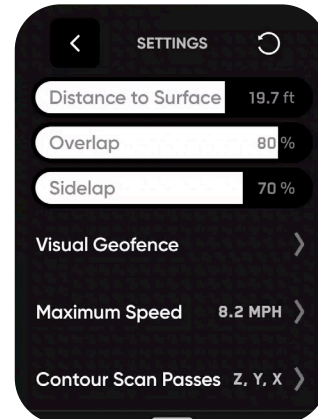 SETTINGS
Distance to Surface 19.7 ft
Overlap 80 %
Sidelap 70 %
Visual Geofence
Maximum Speed 8.2 MPH
Contour Scan Passes Z, Y, X